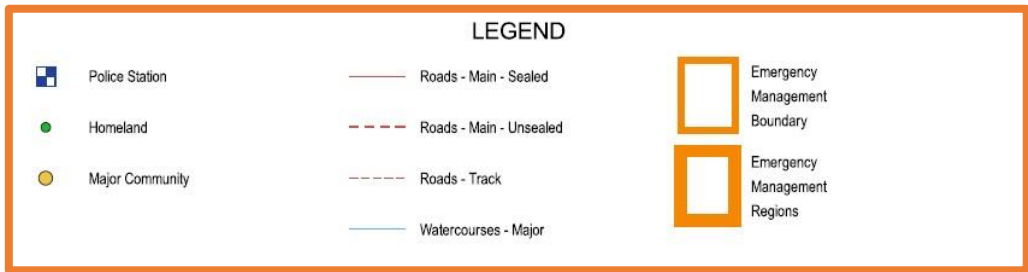 LEGEND
Police Station
Homeland
Major Community
Roads - Main - Sealed
Roads - Main - Unsealed
Roads - Track
Watercourses - Major
Emergency
Management
Boundary
Emergency
Management
Regions